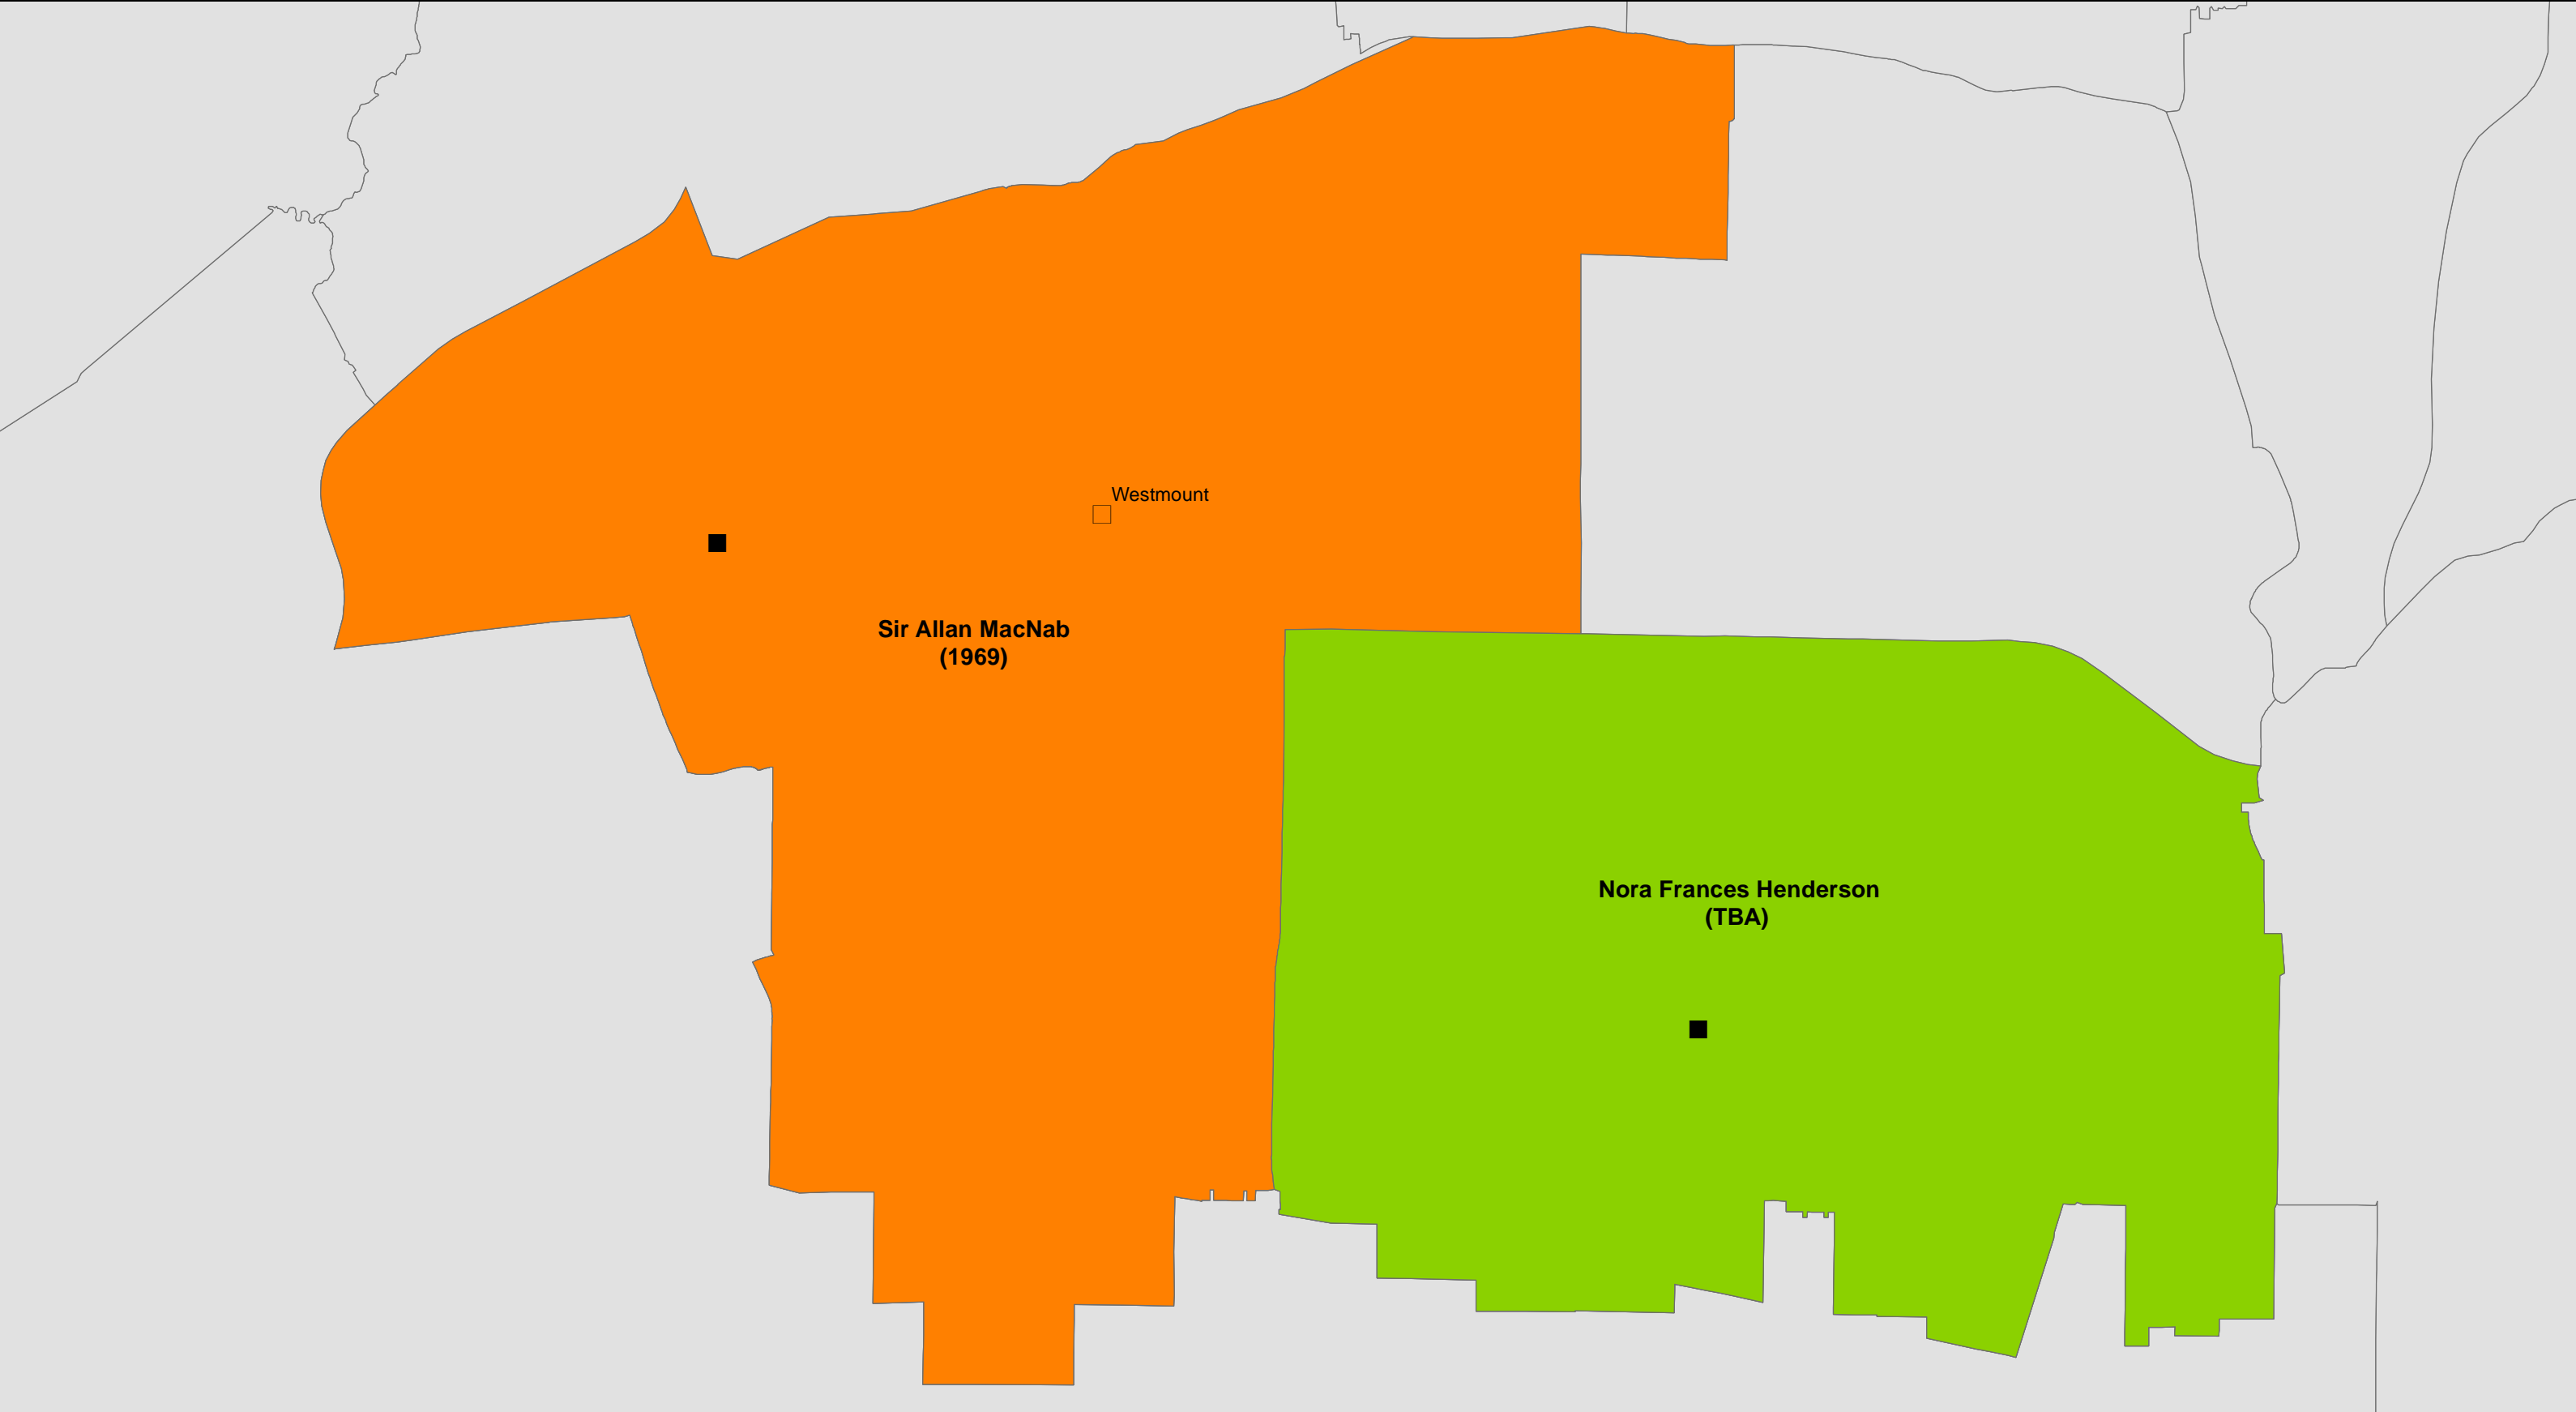 Westmount
Sir Allan MacNab
(1969)
Nora Frances Henderson
(TBA)